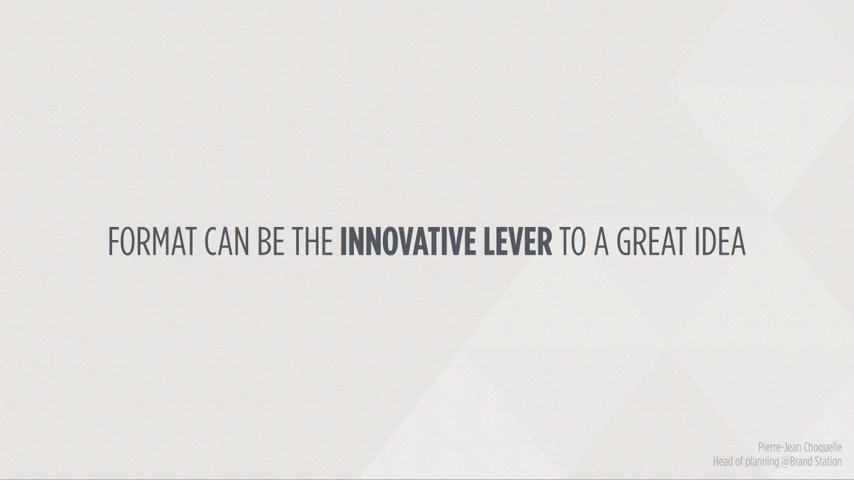 FORMAT CAN BE THE INNOVATIVE LEVER TO A GREAT IDEA
Pierre-Jean Choquelle
Head of planning @Brand Station